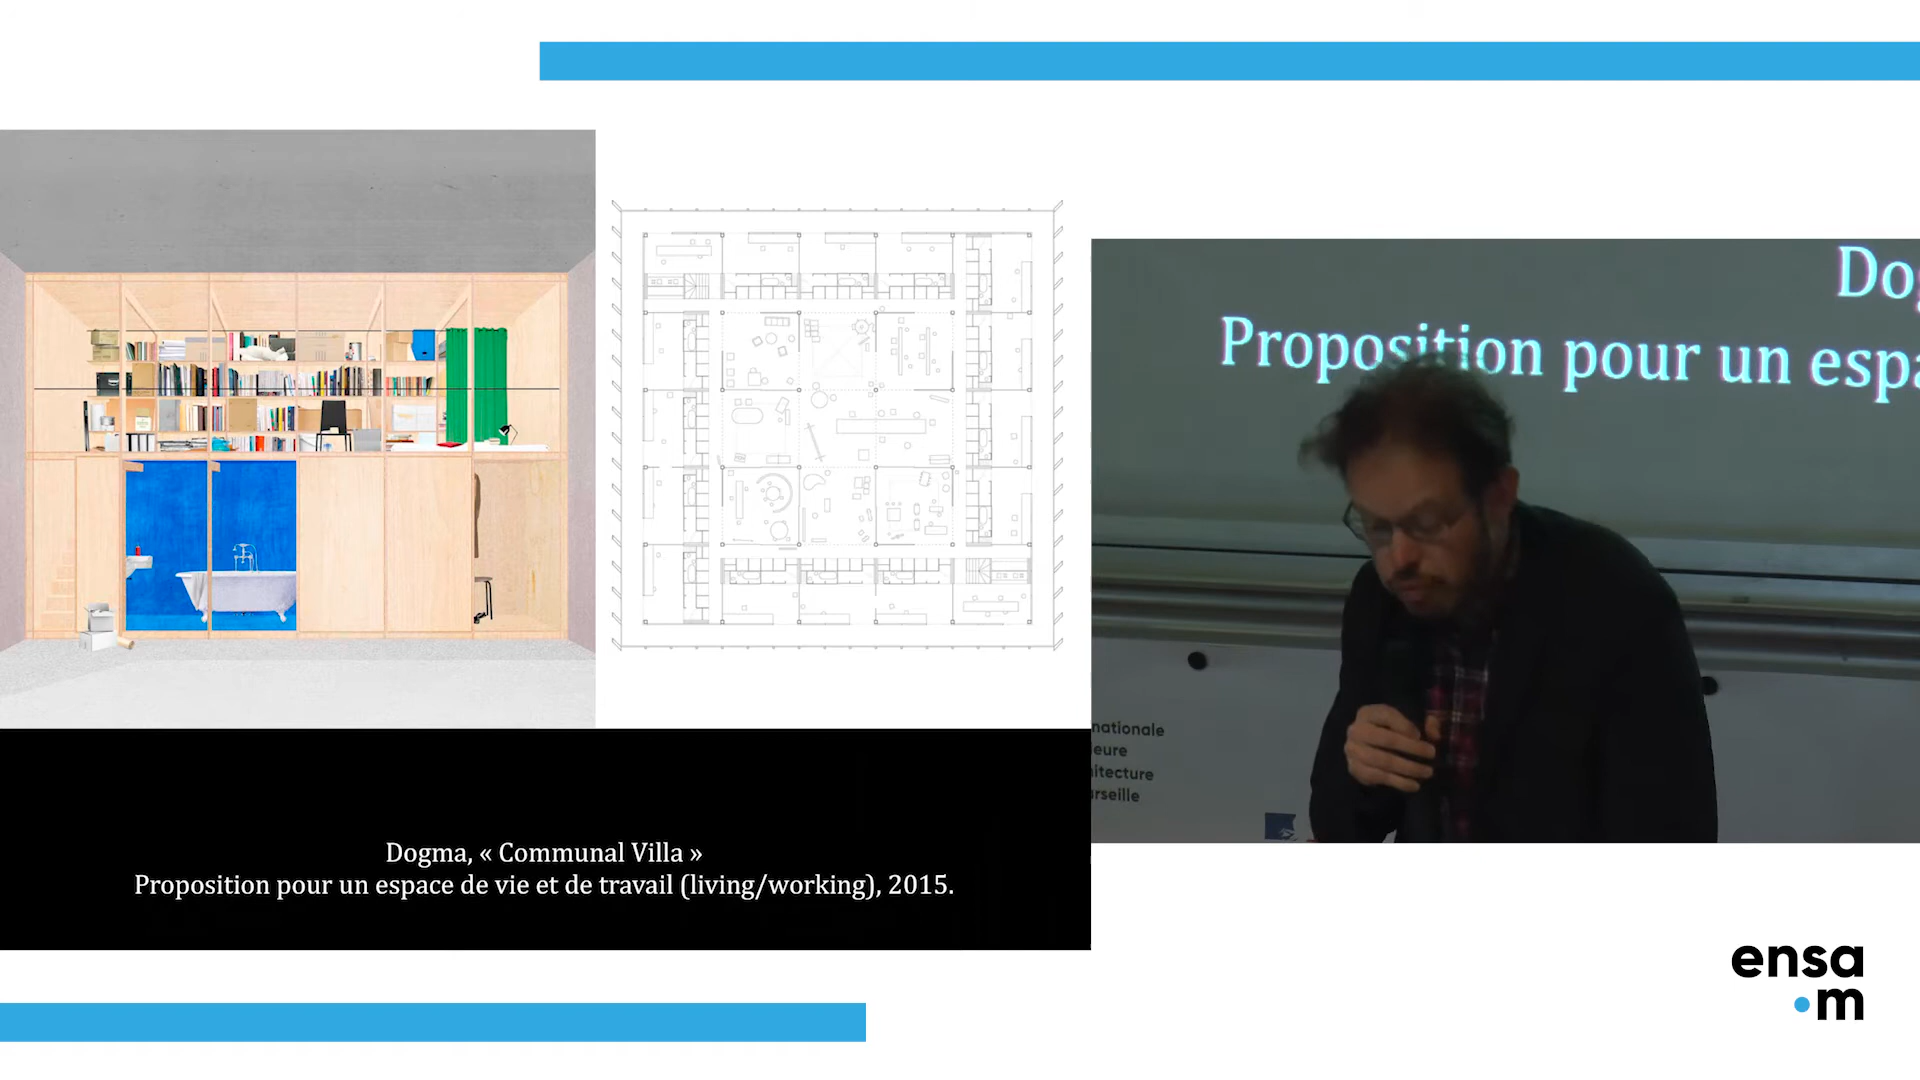 Dogma, « Communal Villa »
Proposition pour un espace de vie et de travail (living/working), 2015.
Dog
Proposition pour un espa
nationale
eure
itecture
rseille
ensa
•m